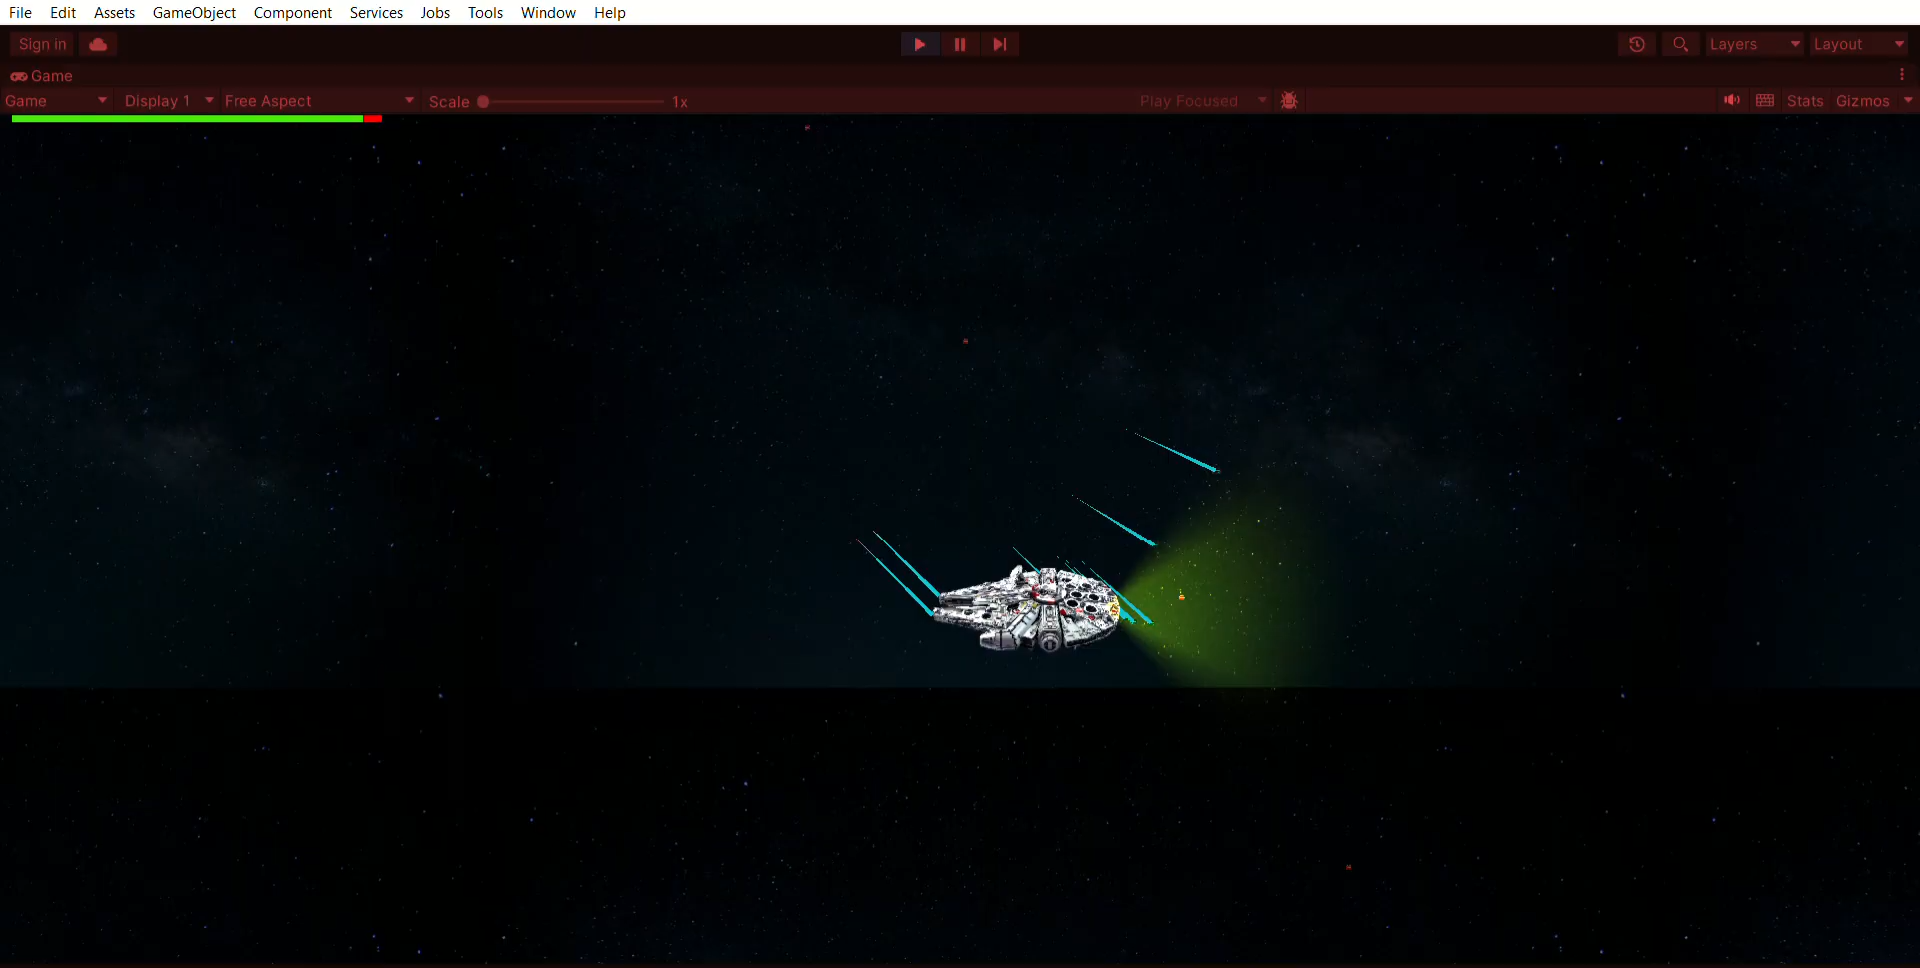 File Edit Assets GameObject Component Services Jobs Tools Window Help
Sign in Layers Layout
Game
Game Display 1 Free Aspect Scale 1x Play Focused Stats Gizmos